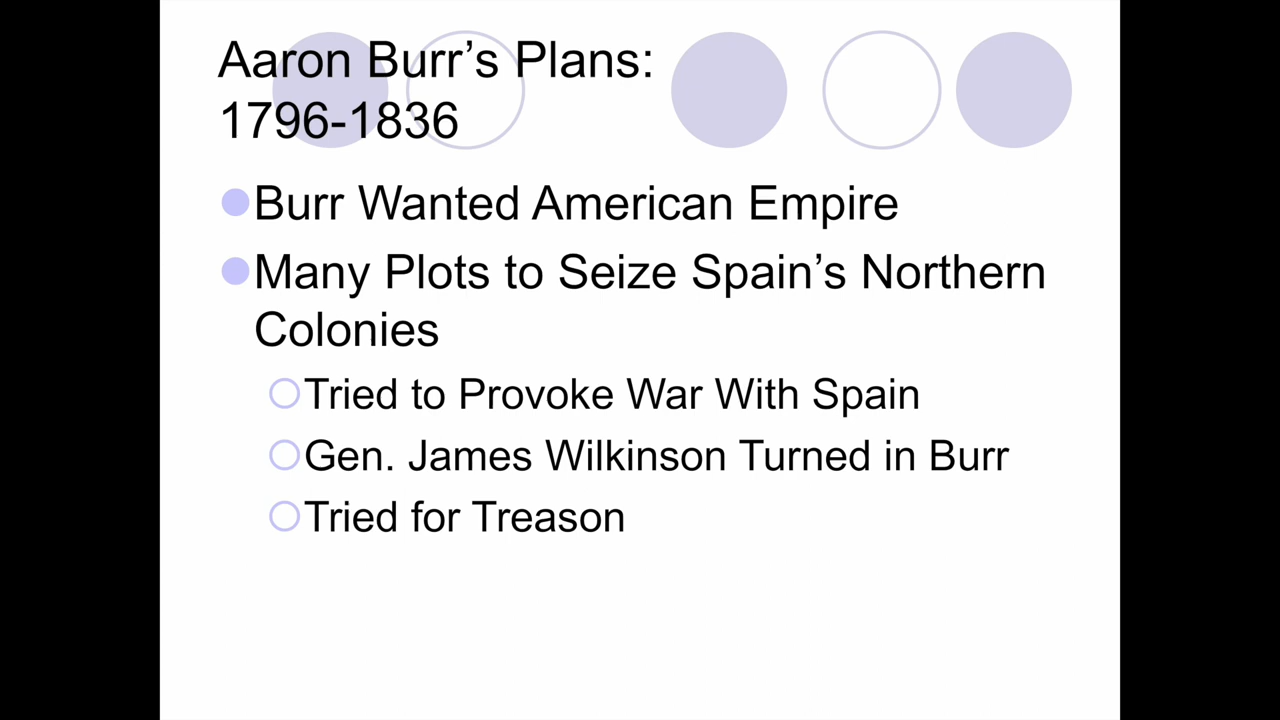 Aaron Burr’s Plans:
1796-1836
Burr Wanted American Empire
Many Plots to Seize Spain’s Northern
Colonies
Tried to Provoke War With Spain
Gen. James Wilkinson Turned in Burr
Tried for Treason